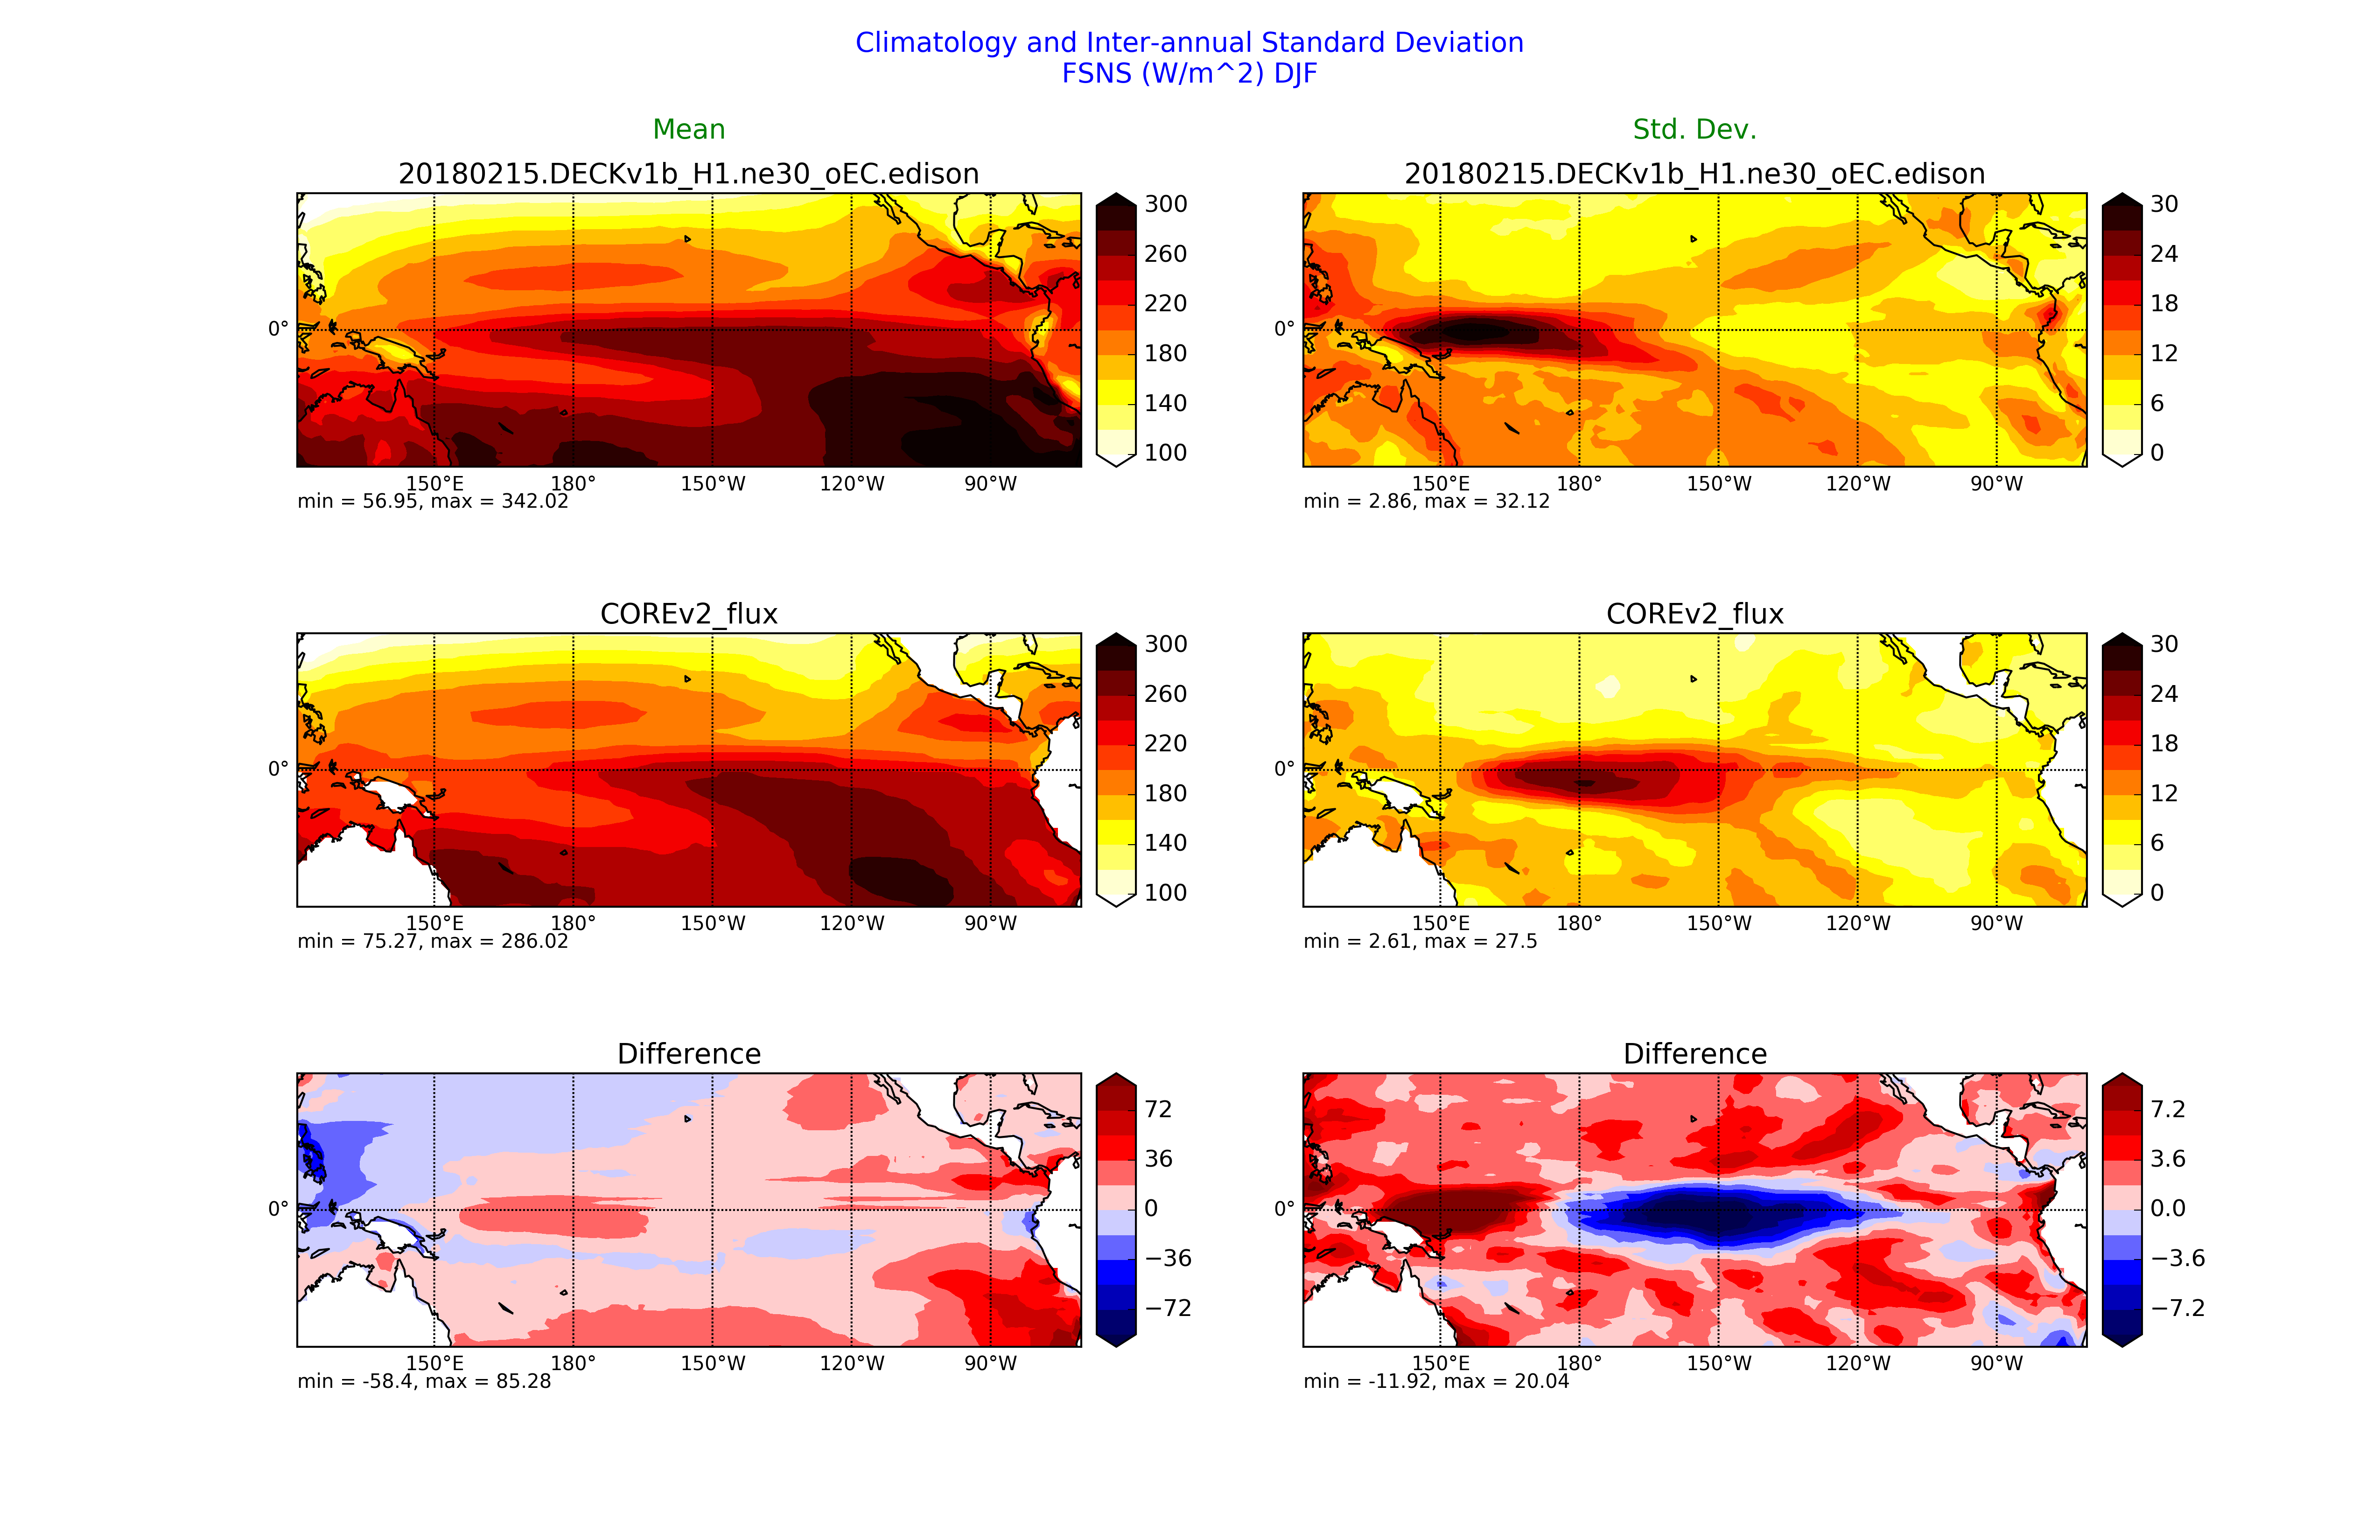 Climatology and Inter-annual Standard Deviation
FSNS (W/m^2) DJF
Mean
Std. Dev.
20180215.DECKv1b_H1.ne30_oEC.edison
300
260
220
180
140
100
0°
150°E 180° 150°W 120°W 90°W
min = 56.95, max = 342.02
20180215.DECKv1b_H1.ne30_oEC.edison
30
24
18
12
6
0
0°
150°E 180° 150°W 120°W 90°W
min = 2.86, max = 32.12
COREv2_flux
300
260
220
180
140
100
0°
150°E 180° 150°W 120°W 90°W
min = 75.27, max = 286.02
COREv2_flux
30
24
18
12
6
0
0°
150°E 180° 150°W 120°W 90°W
min = 2.61, max = 27.5
Difference
72
36
0
−36
−72
0°
150°E 180° 150°W 120°W 90°W
min = -58.4, max = 85.28
Difference
7.2
3.6
0.0
−3.6
−7.2
0°
150°E 180° 150°W 120°W 90°W
min = -11.92, max = 20.04